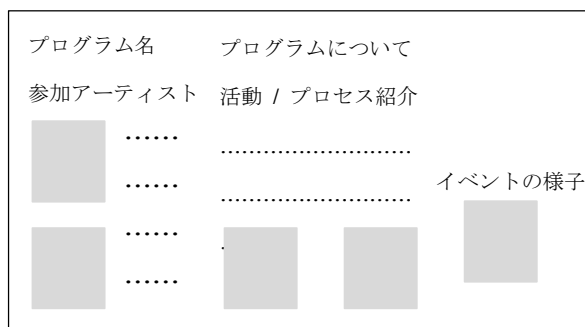 プログラム名
参加アーティスト
……
……
……
……
プログラムについて
活動 / プロセス紹介
………………………
………………………
.
イベントの様子